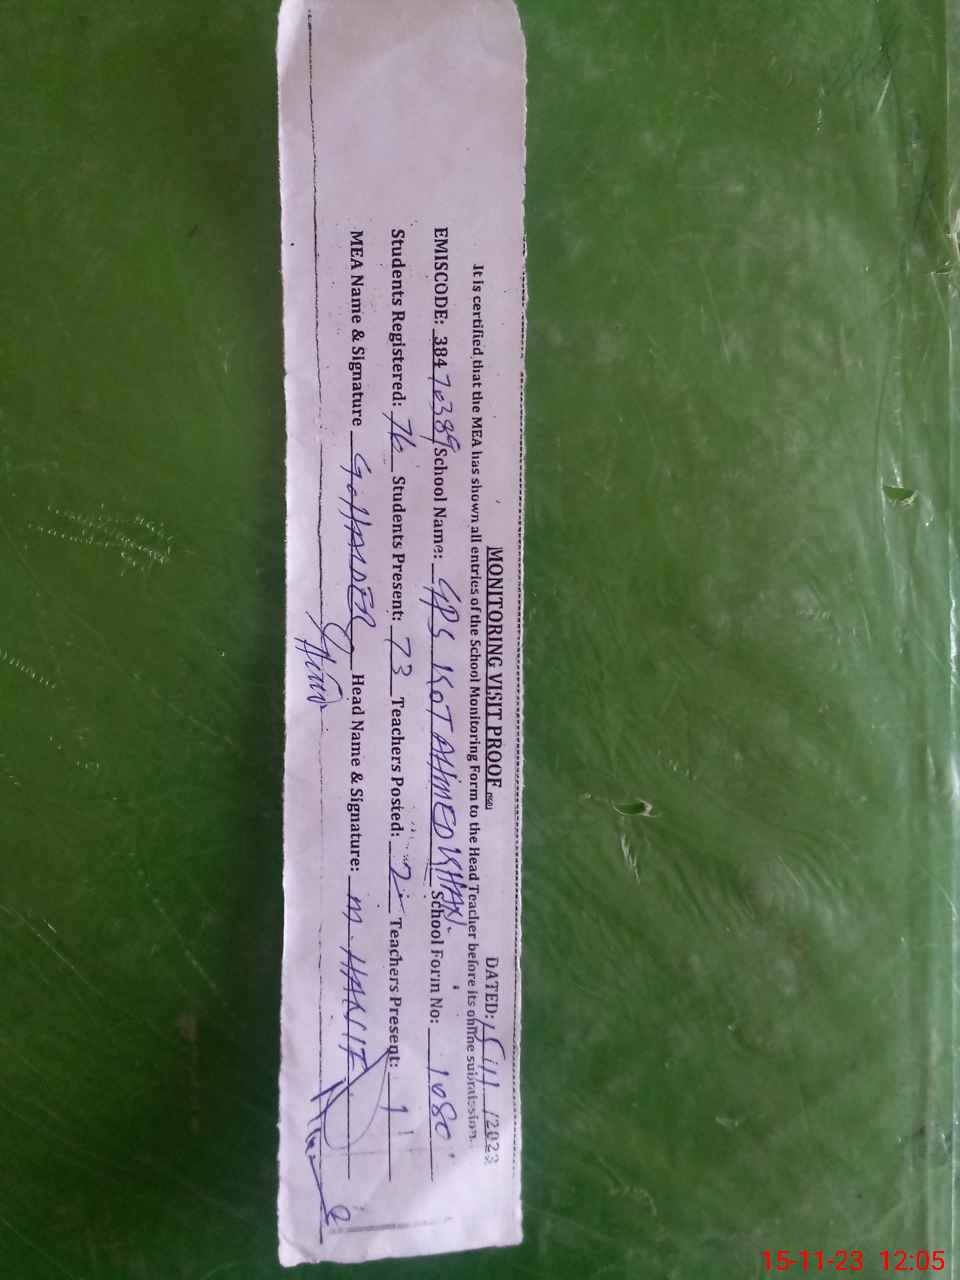 MONITORING VISIT PROOF DATED: 15/11/2023
It is certified that the MEA has shown all entries of the School Monitoring Form to the Head Teacher before its online submission.
EMISCODE: 38470389 School Name: GPS KOT AHMED KHAN. School Form No: 1080
Students Registered: 76 Students Present: 73 Teachers Posted: 2 Teachers Present: 1
MEA Name & Signature G. HAIDER Head Name & Signature: M. HANIF
15-11-23 12:05